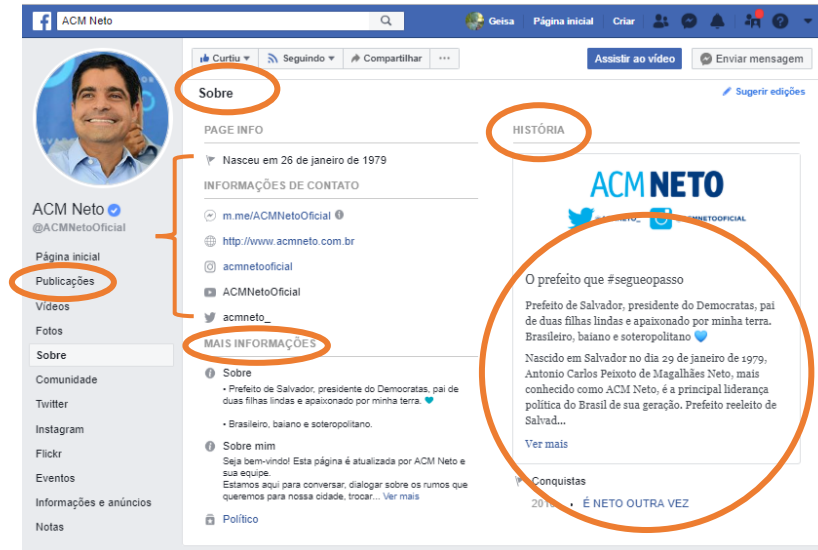 ACM Neto
Geisa
Página inicial
Criar
Curtiu
Seguindo
Compartilhar
Assistir ao vídeo
Enviar mensagem
Sobre
Sugerir edições
ACM Neto
@ACMNetoOficial
Página inicial
Publicações
Vídeos
Fotos
Sobre
Comunidade
Twitter
Instagram
Flickr
Eventos
Informações e anúncios
Notas
PAGE INFO
Nasceu em 26 de janeiro de 1979
INFORMAÇÕES DE CONTATO
m.me/ACMNetoOficial
http://www.acmneto.com.br
acmnetooficial
ACMNetoOficial
acmneto_
MAIS INFORMAÇÕES
Sobre
• Prefeito de Salvador, presidente do Democratas, pai de
duas filhas lindas e apaixonado por minha terra.
• Brasileiro, baiano e soteropolitano.
Sobre mim
Seja bem-vindo! Esta página é atualizada por ACM Neto e
sua equipe.
Estamos aqui para conversar, dialogar sobre os rumos que
queremos para nossa cidade, trocar... Ver mais
Político
HISTÓRIA
ACM NETO
O prefeito que #segueopasso
Prefeito de Salvador, presidente do Democratas, pai
de duas filhas lindas e apaixonado por minha terra.
Brasileiro, baiano e soteropolitano
Nascido em Salvador no dia 29 de janeiro de 1979,
Antonio Carlos Peixoto de Magalhães Neto, mais
conhecido como ACM Neto, é a principal liderança
política do Brasil de sua geração. Prefeito reeleito de
Salvad...
Ver mais
Conquistas
• É NETO OUTRA VEZ